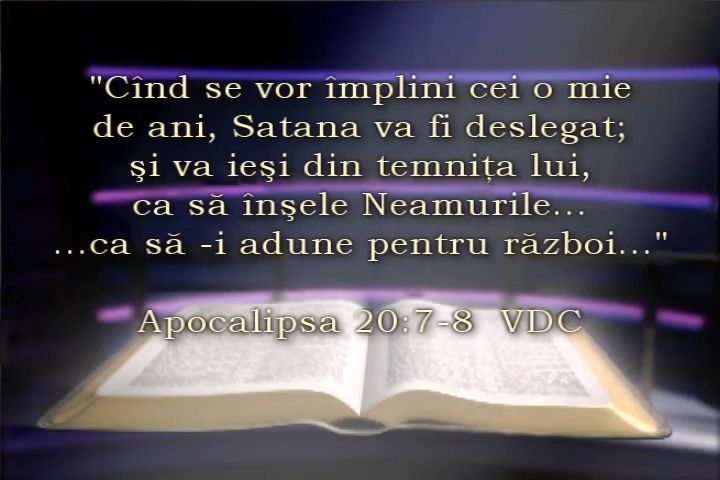 "Cînd se vor împlini cei o mie
de ani, Satana va fi deslegat;
şi va ieşi din temniţa lui,
ca să înşele Neamurile...
...ca să -i adune pentru război..."
Apocalipsa 20:7-8 VDC